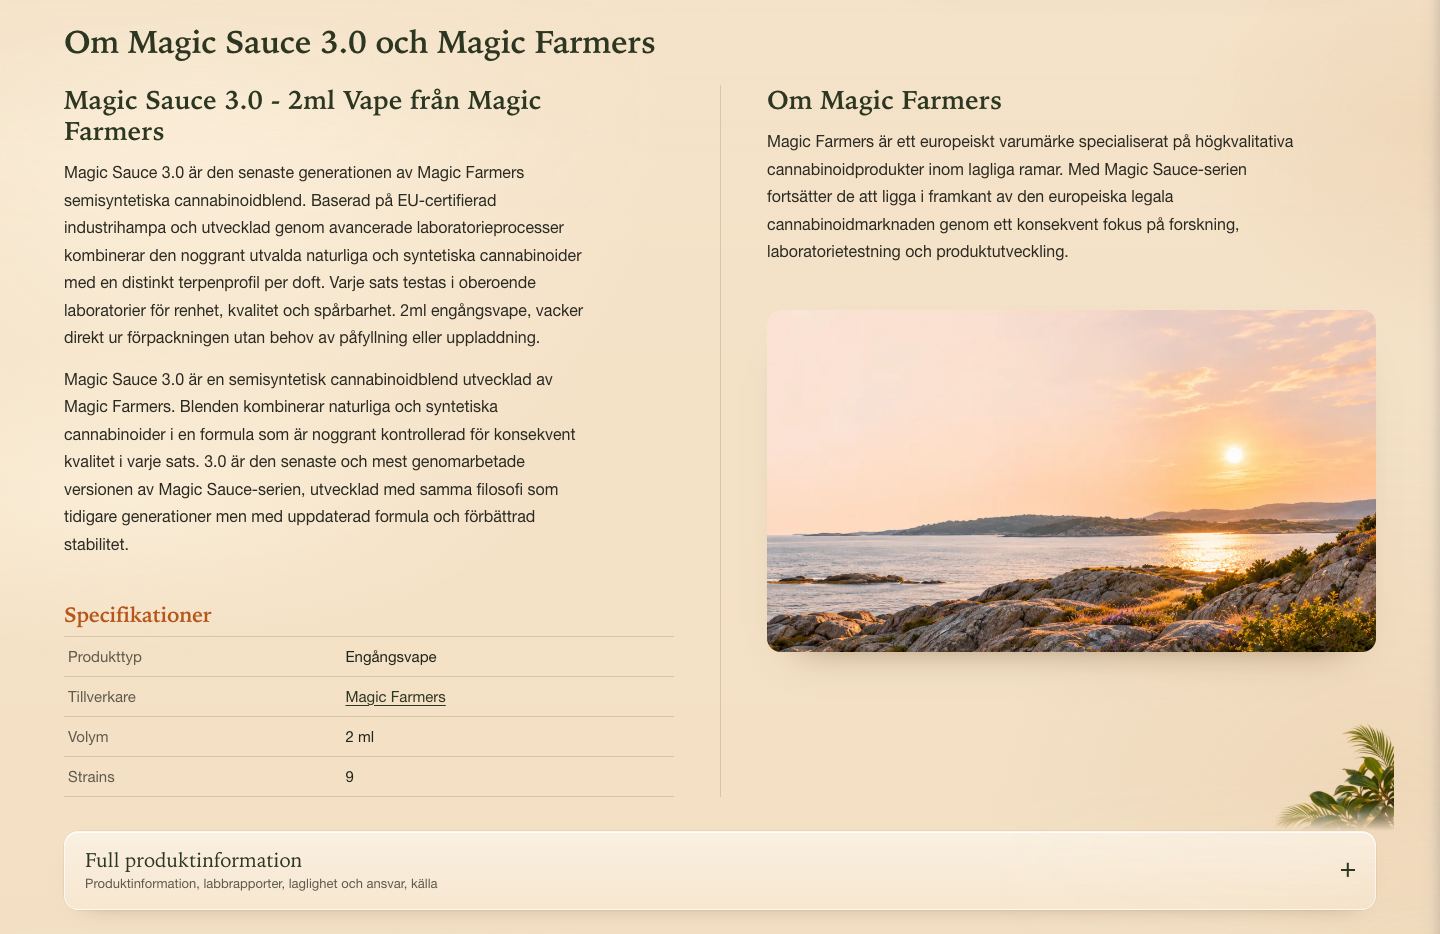 Om Magic Sauce 3.0 och Magic Farmers
Magic Sauce 3.0 - 2ml Vape från Magic
Farmers
Magic Sauce 3.0 är den senaste generationen av Magic Farmers
semisyntetiska cannabinoidblend. Baserad på EU-certifierad
industrihampa och utvecklad genom avancerade laboratorieprocesser
kombinerar den noggrant utvalda naturliga och syntetiska cannabinoider
med en distinkt terpenprofil per doft. Varje sats testas i oberoende
laboratorier för renhet, kvalitet och spårbarhet. 2ml engångsvape, vacker
direkt ur förpackningen utan behov av påfyllning eller uppladdning.
Magic Sauce 3.0 är en semisyntetisk cannabinoidblend utvecklad av
Magic Farmers. Blenden kombinerar naturliga och syntetiska
cannabinoider i en formula som är noggrant kontrollerad för konsekvent
kvalitet i varje sats. 3.0 är den senaste och mest genomarbetade
versionen av Magic Sauce-serien, utvecklad med samma filosofi som
tidigare generationer men med uppdaterad formula och förbättrad
stabilitet.
Specifikationer
Produkttyp Engångsvape
Tillverkare Magic Farmers
Volym 2 ml
Strains 9
Om Magic Farmers
Magic Farmers är ett europeiskt varumärke specialiserat på högkvalitativa
cannabinoidprodukter inom lagliga ramar. Med Magic Sauce-serien
fortsätter de att ligga i framkant av den europeiska legala
cannabinoidmarknaden genom ett konsekvent fokus på forskning,
laboratorietestning och produktutveckling.
Full produktinformation
Produktinformation, labbrapporter, laglighet och ansvar, källa